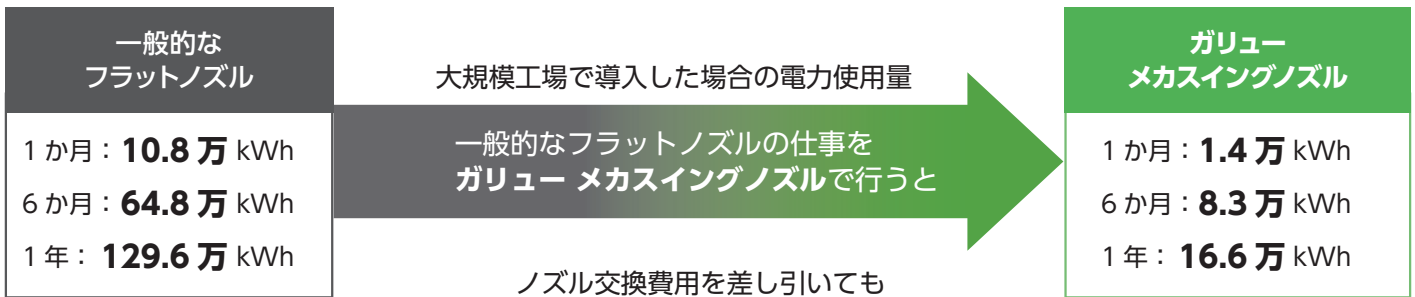 一般的な
フラットノズル
1 か月：10.8 万 kWh
6 か月：64.8 万 kWh
1 年： 129.6 万 kWh
大規模工場で導入した場合の電力使用量
一般的なフラットノズルの仕事を
ガリュー メカスイングノズルで行うと
ノズル交換費用を差し引いても
ガリュー
メカスイングノズル
1 か月：1.4 万 kWh
6 か月：8.3 万 kWh
1 年： 16.6 万 kWh